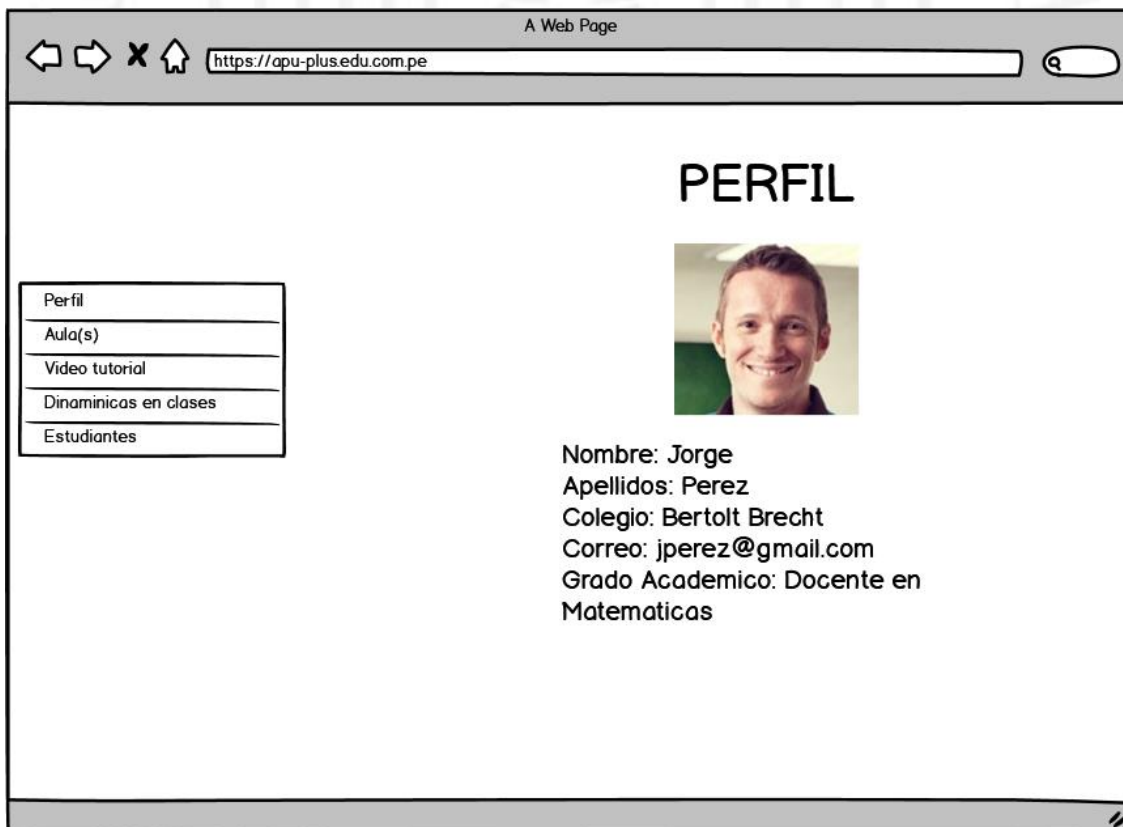 A Web Page
https://apu-plus.edu.com.pe
PERFIL
Perfil
Aula(s)
Video tutorial
Dinaminicas en clases
Estudiantes
Nombre: Jorge
Apellidos: Perez
Colegio: Bertolt Brecht
Correo: jperez@gmail.com
Grado Academico: Docente en
Matematicas